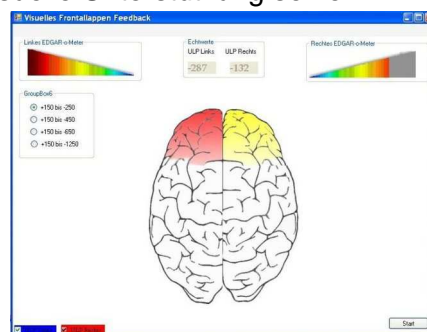 Visuelles Frontallappen Feedback
Linkes EDGAR-o-Meter
Echtwerte
ULP Links ULP Rechts
-287 -132
Rechtes EDGAR-o-Meter
GroupBox6
+150 bis -250
+150 bis -450
+150 bis -650
+150 bis -1250
Start